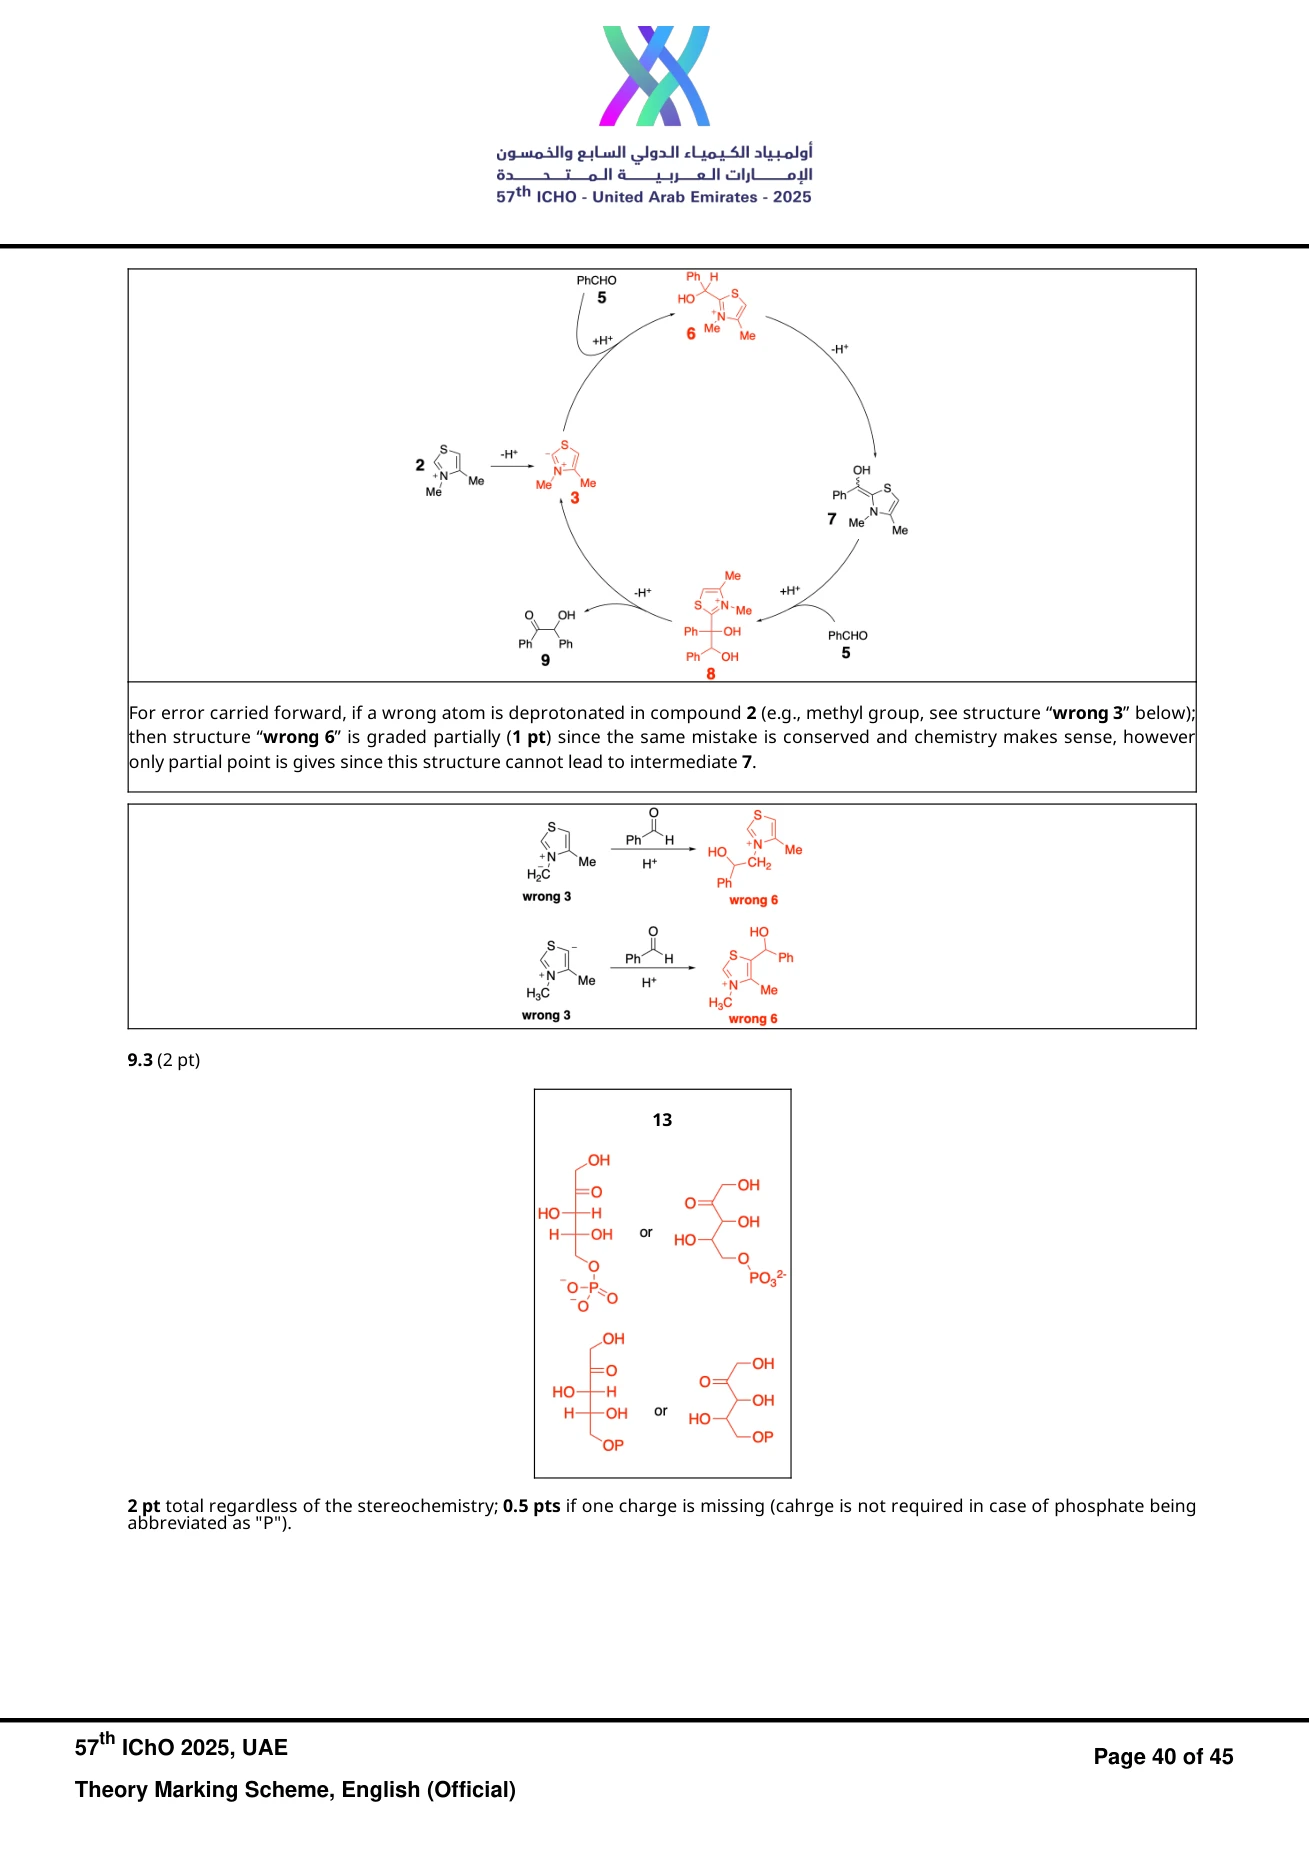 أولمبياد الكيمياء الدولي السابع والخمسون
الإمـــارات العـــربيـــة المـــتـــحـــدة
57th ICHO - United Arab Emirates - 2025
PhCHO
5
+H+
Ph H
HO
S
+N
Me
Me
6
-H+
2
S
+N
Me
Me
-H+
S
-
N+
Me
Me
3
OH
Ph
S
N
Me
Me
7
-H+
+H+
Me
S
+N-Me
Ph
OH
Ph
OH
8
PhCHO
5
O
OH
Ph
Ph
9
For error carried forward, if a wrong atom is deprotonated in compound 2 (e.g., methyl group, see structure “wrong 3” below);
then structure “wrong 6” is graded partially (1 pt) since the same mistake is conserved and chemistry makes sense, however
only partial point is gives since this structure cannot lead to intermediate 7.
S
+N
Me
H2C-
wrong 3
O
Ph
H
H+
S
+N
Me
HO
CH2
Ph
wrong 6
S
-
+N
Me
H3C
wrong 3
O
Ph
H
H+
HO
S
Ph
+N
Me
H3C
wrong 6
9.3 (2 pt)
13
OH
O
HO
H
H
OH
O
-O-P
O
-O
or
OH
O
OH
HO
O
PO3 2-
OH
O
HO
H
H
OH
OP
or
OH
O
OH
HO
OP
2 pt total regardless of the stereochemistry; 0.5 pts if one charge is missing (cahrge is not required in case of phosphate being
abbreviated as "P").
57th IChO 2025, UAE
Page 40 of 45
Theory Marking Scheme, English (Official)